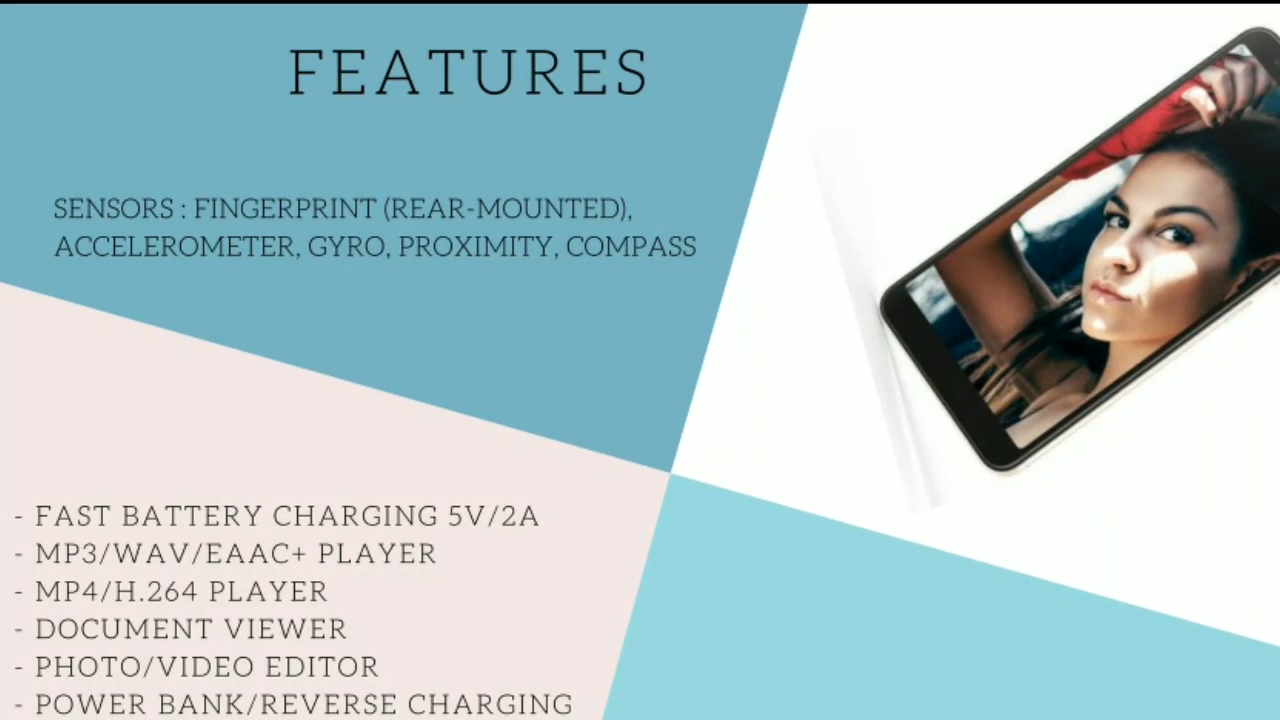 FEATURES
SENSORS : FINGERPRINT (REAR-MOUNTED),
ACCELEROMETER, GYRO, PROXIMITY, COMPASS
- FAST BATTERY CHARGING 5V/2A
- MP3/WAV/EAAC+ PLAYER
- MP4/H.264 PLAYER
- DOCUMENT VIEWER
- PHOTO/VIDEO EDITOR
- POWER BANK/REVERSE CHARGING